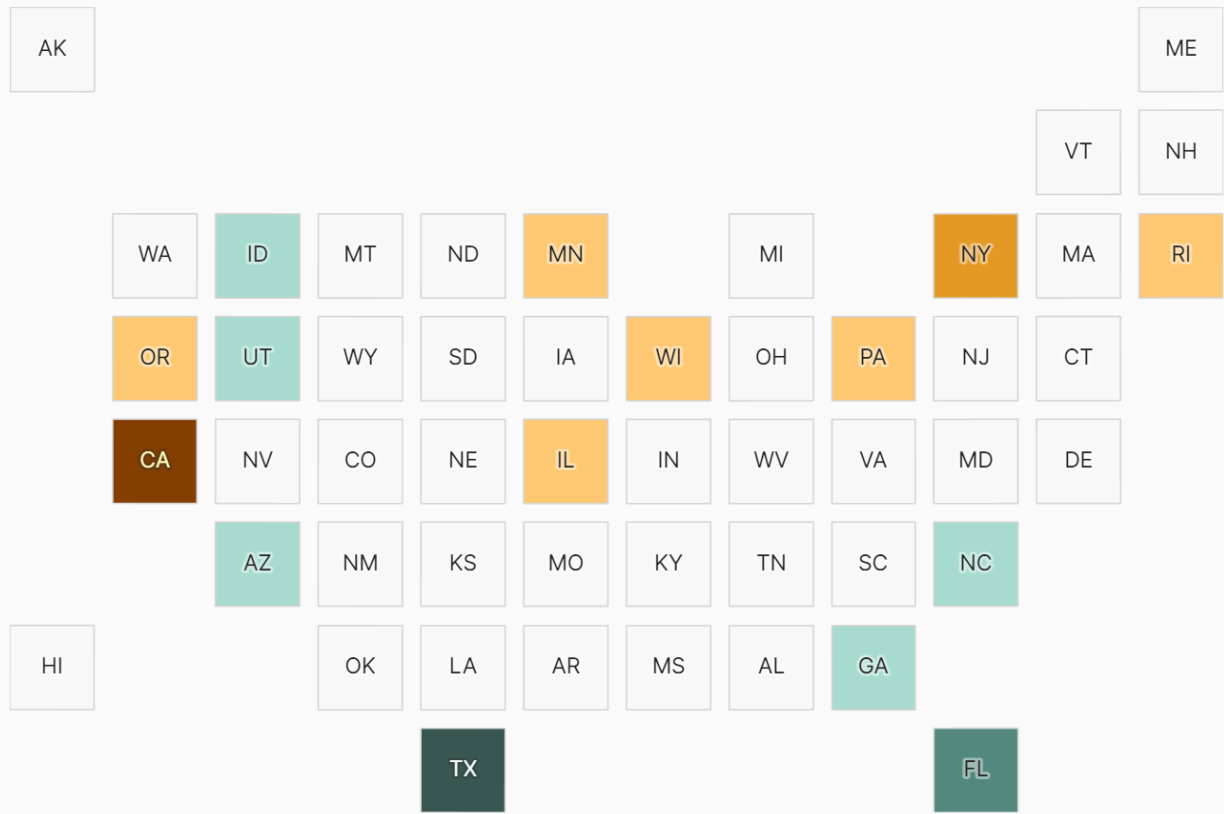 AK ME
VT NH
WA ID MT ND MN MI NY MA RI
OR UT WY SD IA WI OH PA NJ CT
CA NV CO NE IL IN WV VA MD DE
AZ NM KS MO KY TN SC NC
HI OK LA AR MS AL GA
TX FL